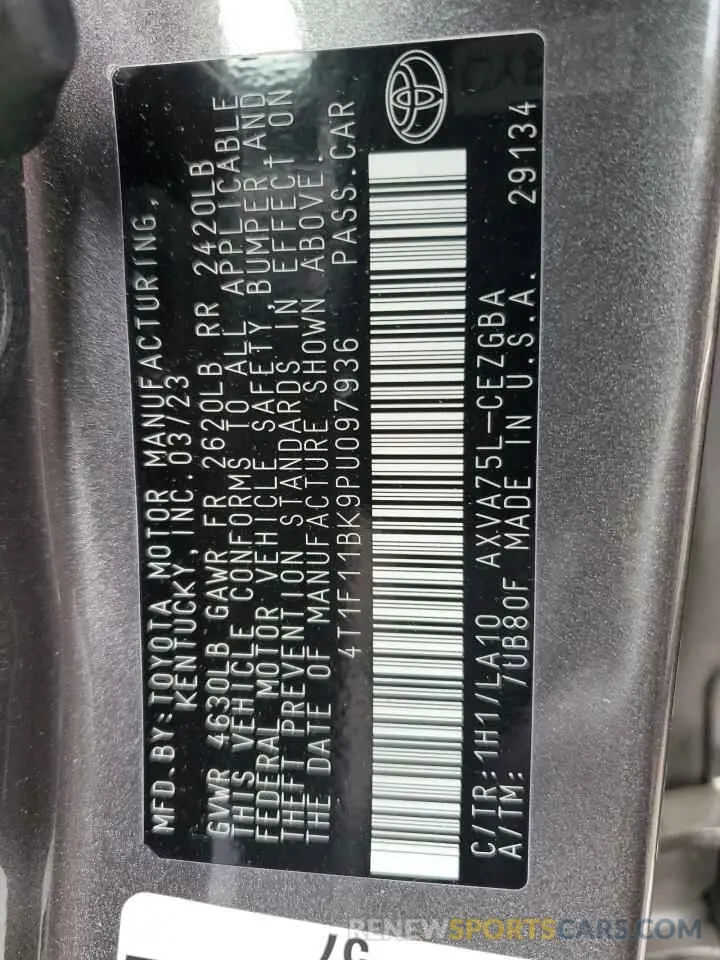 MFD.BY:TOYOTA MOTOR MANUFACTURING,
KENTUCKY,INC.03/23
GVWR 4630LB GAWR FR 2620LB RR 2420LB
THIS VEHICLE CONFORMS TO ALL APPLICABLE
FEDERAL MOTOR VEHICLE SAFETY,BUMPER,AND
THEFT PREVENTION STANDARDS IN EFFECT ON
THE DATE OF MANUFACTURE SHOWN ABOVE.
4T1F11BK9PU097936 PASS.CAR
C/TR:1H1/LA10 AXVA75L-CEZGBA
A/TM: 7UB80F MADE IN U.S.A. 29134
RENEWSPORTSCARS.COM